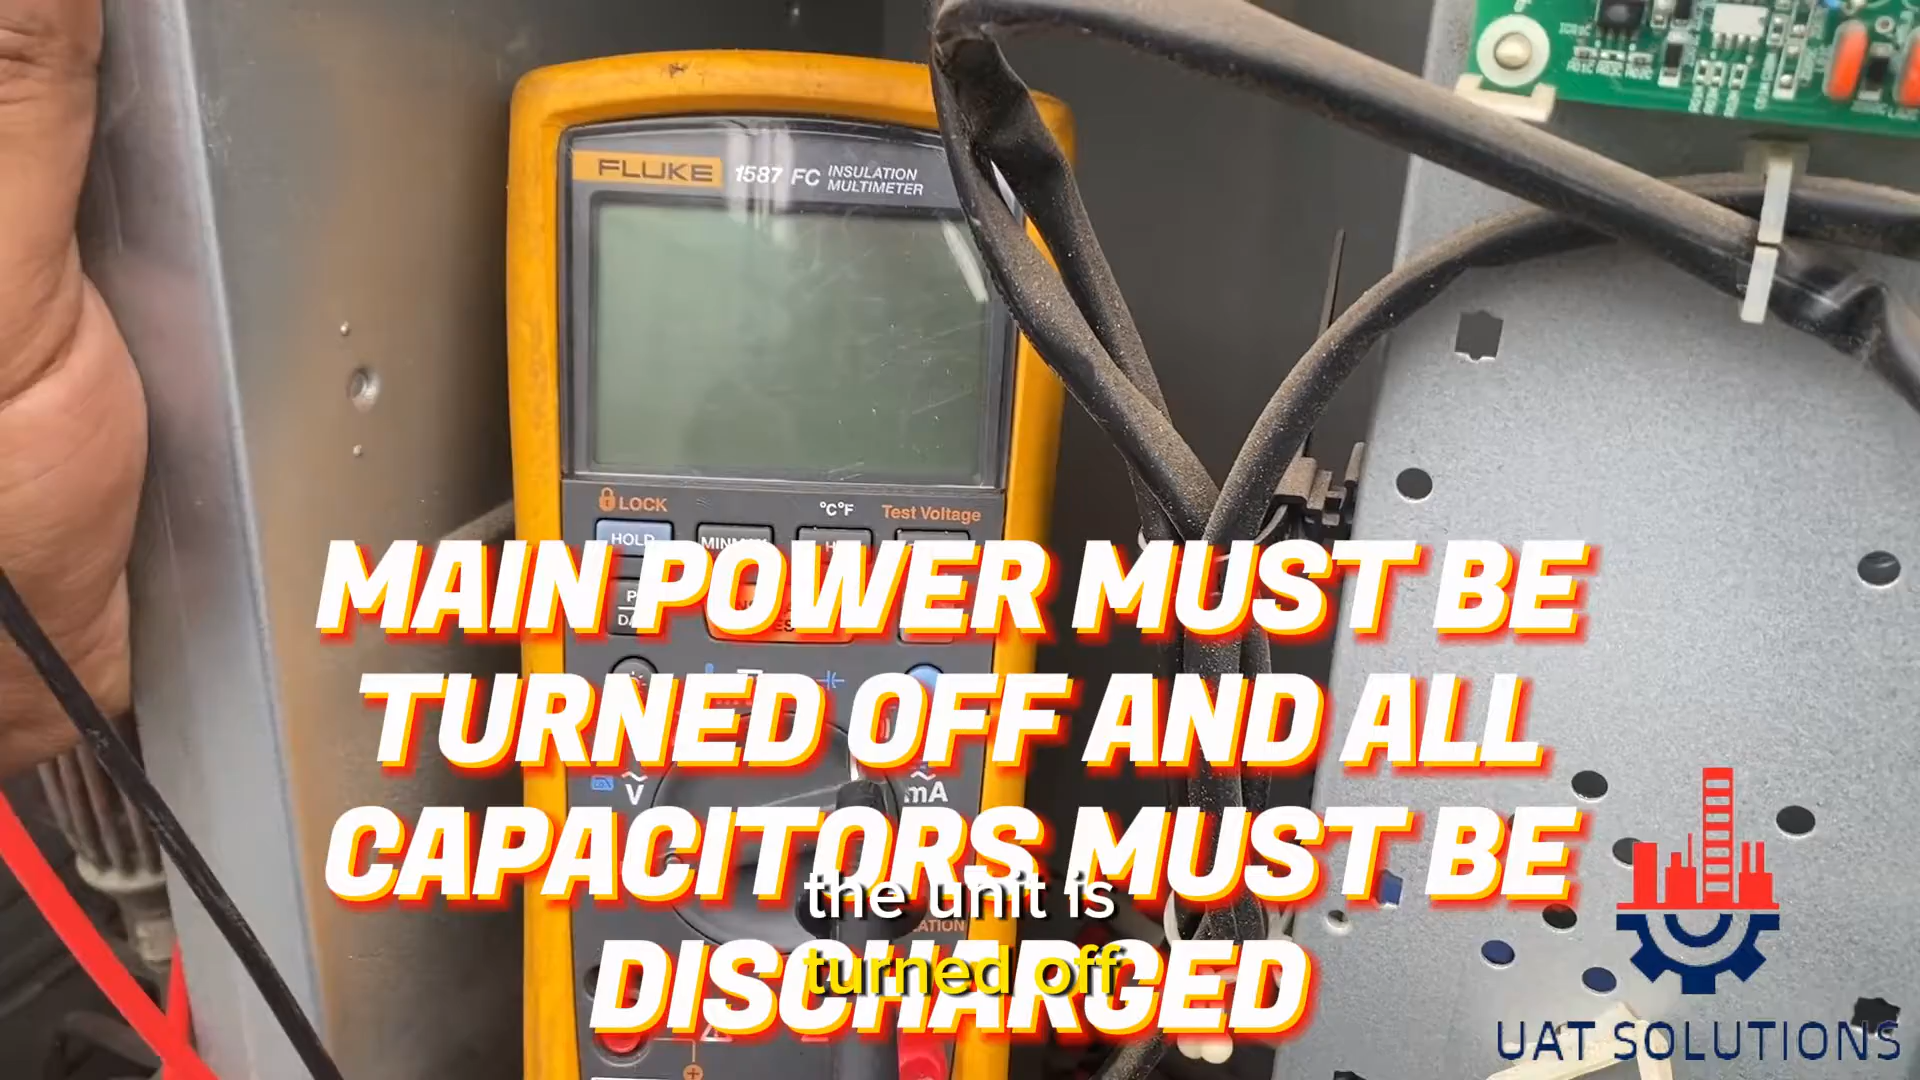 FLUKE 1587 FC INSULATION MULTIMETER
LOCK
°C°F
Test Voltage
HOLD
MAIN POWER MUST BE
TURNED OFF AND ALL
CAPACITORS MUST BE
DISCHARGED
the unit is
turned off
V
mA
UAT SOLUTIONS